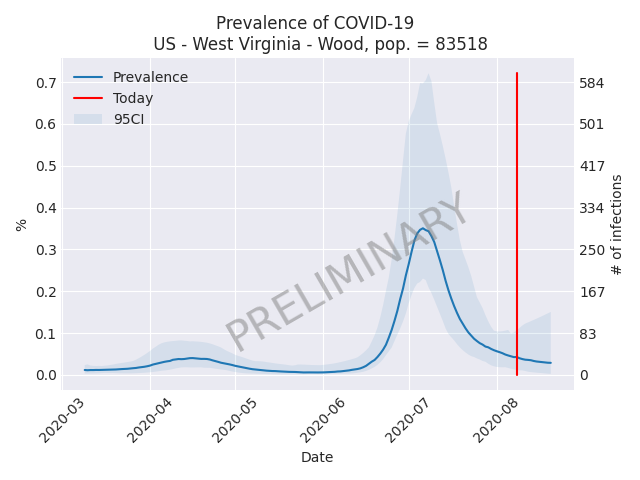 Prevalence of COVID-19
US - West Virginia - Wood, pop. = 83518
Prevalence
Today
95CI
0.7
0.6
0.5
0.4
0.3
0.2
0.1
0.0
%
584
501
417
334
250
167
83
0
# of infections
PRELIMINARY
2020-03
2020-04
2020-05
2020-06
2020-07
2020-08
Date